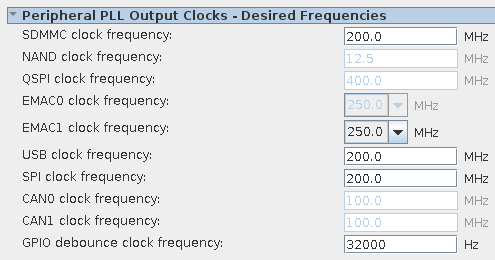 Peripheral PLL Output Clocks - Desired Frequencies
SDMMC clock frequency: 200.0 MHz
NAND clock frequency: 12.5 MHz
QSPI clock frequency: 400.0 MHz
EMAC0 clock frequency: 250.0 MHz
EMAC1 clock frequency: 250.0 MHz
USB clock frequency: 200.0 MHz
SPI clock frequency: 200.0 MHz
CAN0 clock frequency: 100.0 MHz
CAN1 clock frequency: 100.0 MHz
GPIO debounce clock frequency: 32000 Hz